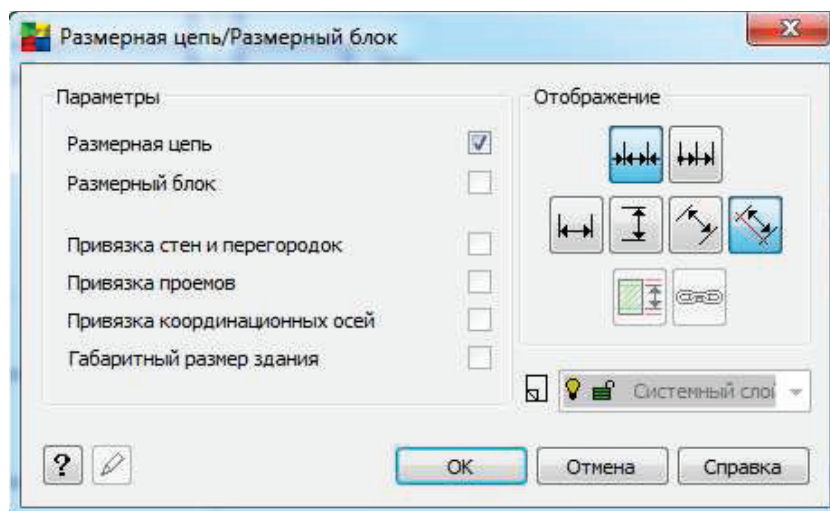 Размерная цепь/Размерный блок
Параметры
Размерная цепь
Размерный блок
Привязка стен и перегородок
Привязка проемов
Привязка координационных осей
Габаритный размер здания
Отображение
Системный слой
?
OK
Отмена
Справка